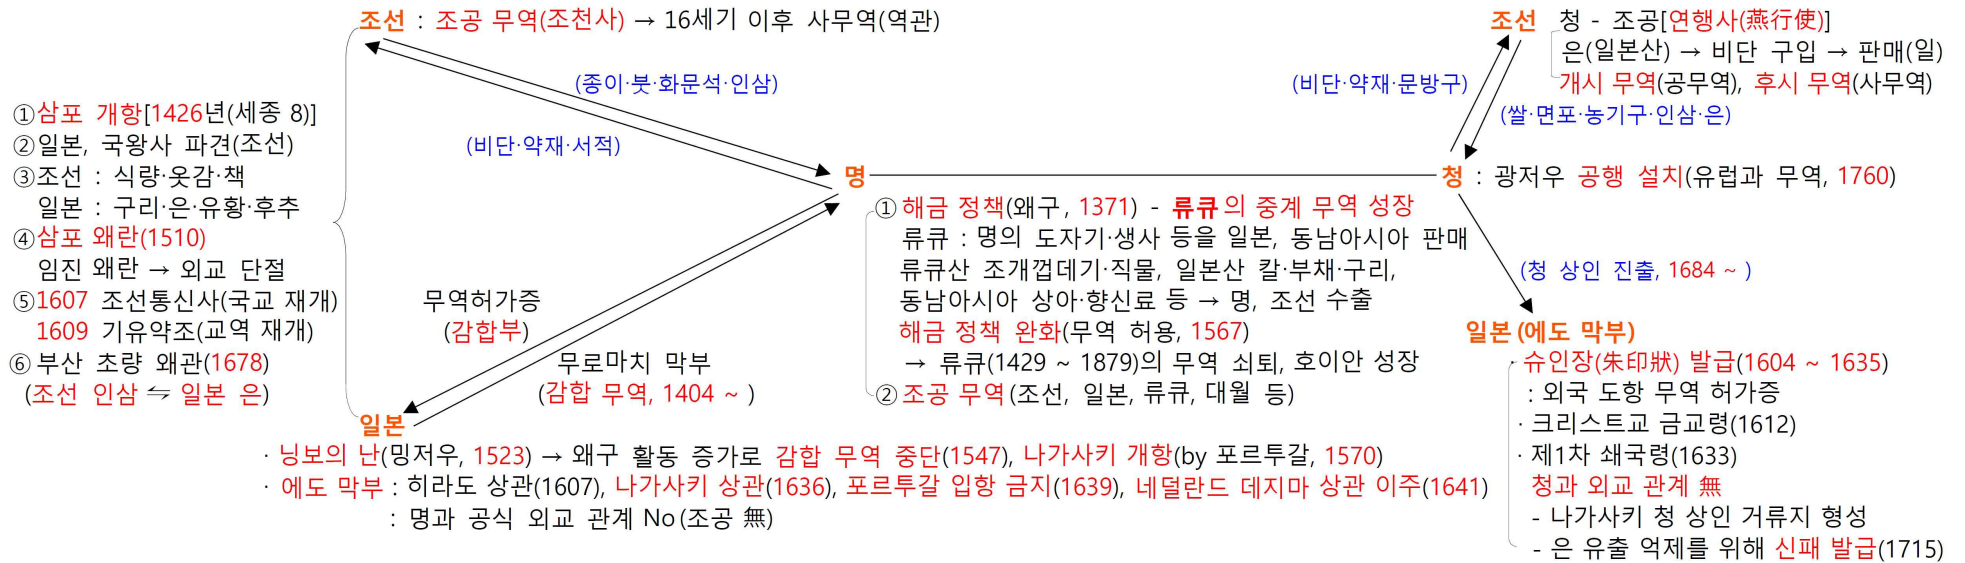 조선 : 조공 무역(조천사) → 16세기 이후 사무역(역관)
(종이·붓·화문석·인삼)
(비단·약재·서적)
①삼포 개항[1426년(세종 8)]
②일본, 국왕사 파견(조선)
③조선 : 식량·옷감·책
일본 : 구리·은·유황·후추
④삼포 왜란(1510)
임진 왜란 → 외교 단절
⑤1607 조선통신사(국교 재개)
1609 기유약조(교역 재개)
⑥부산 초량 왜관(1678)
(조선 인삼 ⇋ 일본 은)
무역허가증
(감합부)
무로마치 막부
(감합 무역, 1404 ~ )
일본
· 닝보의 난(밍저우, 1523) → 왜구 활동 증가로 감합 무역 중단(1547), 나가사키 개항(by 포르투갈, 1570)
· 에도 막부 : 히라도 상관(1607), 나가사키 상관(1636), 포르투갈 입항 금지(1639), 네덜란드 데지마 상관 이주(1641)
: 명과 공식 외교 관계 No(조공 無)
명
① 해금 정책(왜구, 1371) - 류큐의 중계 무역 성장
류큐 : 명의 도자기·생사 등을 일본, 동남아시아 판매
류큐산 조개껍데기·직물, 일본산 칼·부채·구리,
동남아시아 상아·향신료 등 → 명, 조선 수출
해금 정책 완화(무역 허용, 1567)
→ 류큐(1429 ~ 1879)의 무역 쇠퇴, 호이안 성장
② 조공 무역(조선, 일본, 류큐, 대월 등)
조선
청 - 조공[연행사(燕行使)]
은(일본산) → 비단 구입 → 판매(일)
개시 무역(공무역), 후시 무역(사무역)
(비단·약재·문방구)
(쌀·면포·농기구·인삼·은)
청 : 광저우 공행 설치(유럽과 무역, 1760)
(청 상인 진출, 1684 ~ )
일본(에도 막부)
· 슈인장(朱印狀) 발급(1604 ~ 1635)
: 외국 도항 무역 허가증
· 크리스트교 금교령(1612)
· 제1차 쇄국령(1633)
청과 외교 관계 無
- 나가사키 청 상인 거류지 형성
- 은 유출 억제를 위해 신패 발급(1715)